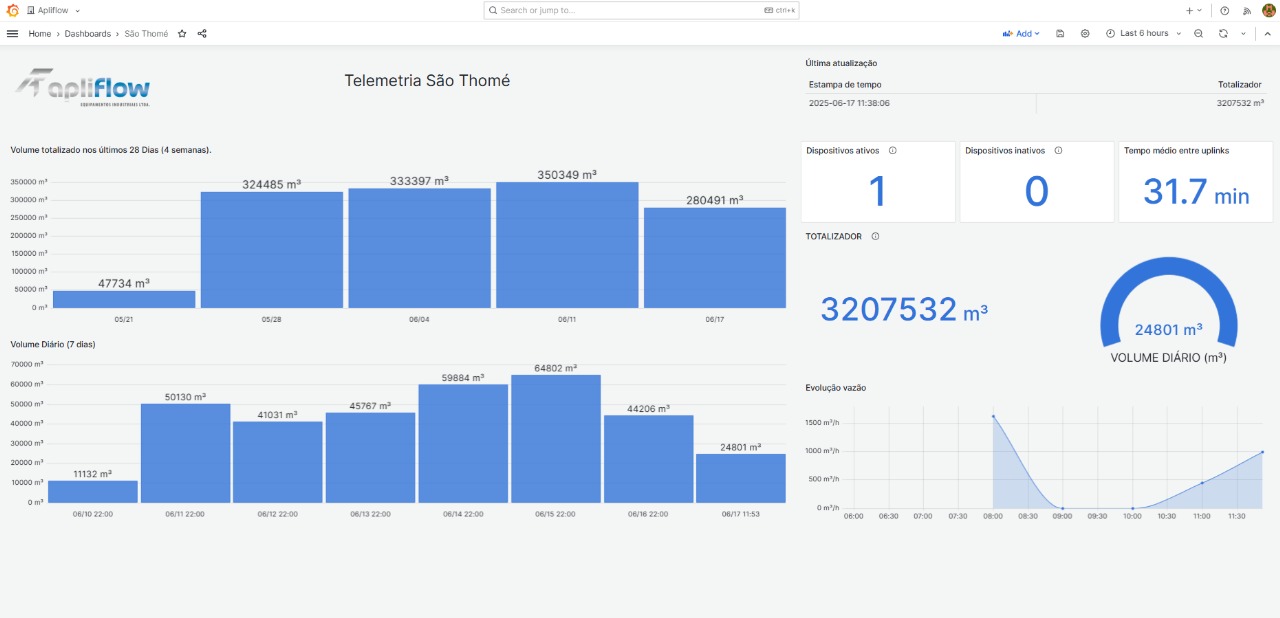 Apliflow
Search or jump to...
ctrl+k
Home › Dashboards › São Thomé
Add
Last 6 hours
apliflow
EQUIPAMENTOS INDUSTRIAIS LTDA.
Telemetria São Thomé
Última atualização
Estampa de tempo Totalizador
2025-06-17 11:38:06 3207532 m³
Volume totalizado nos últimos 28 Dias (4 semanas).
350000 m³
300000 m³
250000 m³
200000 m³
150000 m³
100000 m³
50000 m³
0 m³
47734 m³
324485 m³
333397 m³
350349 m³
280491 m³
05/21 05/28 06/04 06/11 06/17
Dispositivos ativos
1
Dispositivos inativos
0
Tempo médio entre uplinks
31.7 min
TOTALIZADOR
3207532 m³
24801 m³
VOLUME DIÁRIO (m³)
Volume Diário (7 dias)
70000 m³
60000 m³
50000 m³
40000 m³
30000 m³
20000 m³
10000 m³
0 m³
11132 m³
50130 m³
41031 m³
45767 m³
59884 m³
64802 m³
44206 m³
24801 m³
06/10 22:00 06/11 22:00 06/12 22:00 06/13 22:00 06/14 22:00 06/15 22:00 06/16 22:00 06/17 11:53
Evolução vazão
1500 m³/h
1000 m³/h
500 m³/h
0 m³/h
06:00 06:30 07:00 07:30 08:00 08:30 09:00 09:30 10:00 10:30 11:00 11:30